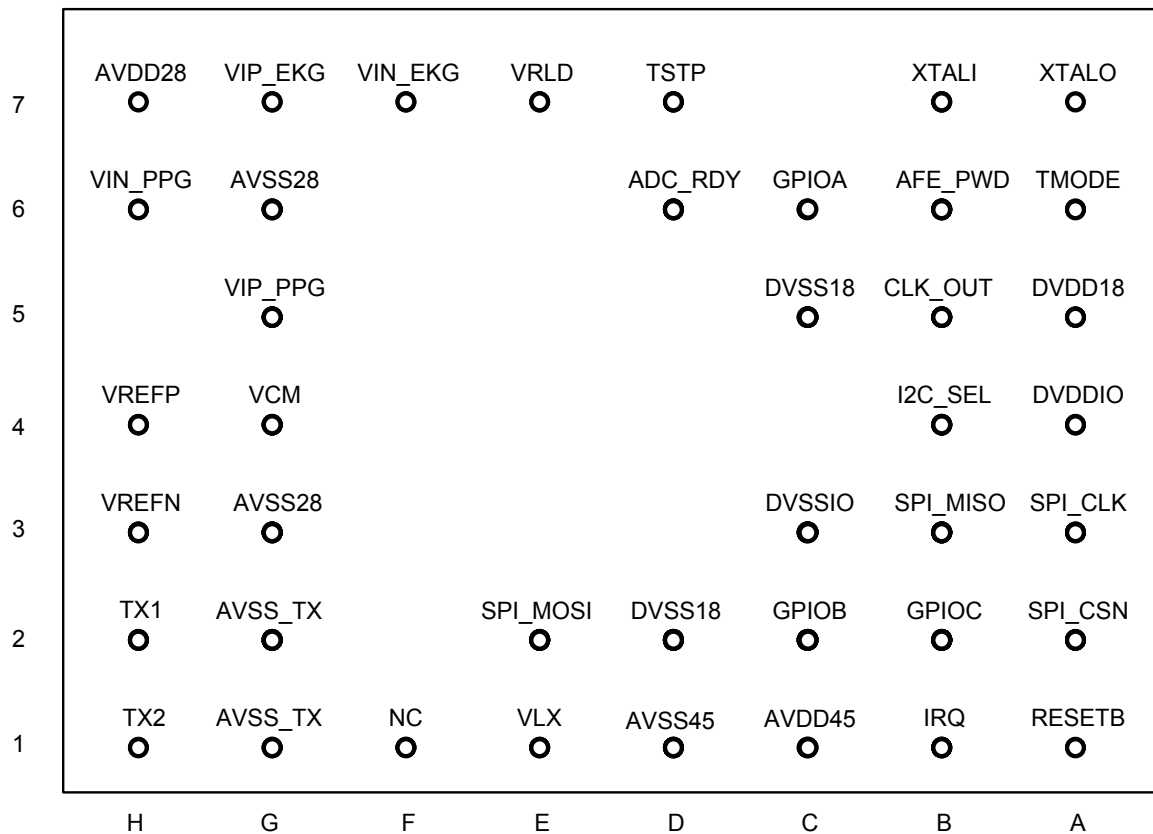 AVDD28 VIP_EKG VIN_EKG VRLD TSTP XTALI XTALO
7
VIN_PPG AVSS28 ADC_RDY GPIOA AFE_PWD TMODE
6
VIP_PPG DVSS18 CLK_OUT DVDD18
5
VREFP VCM I2C_SEL DVDDIO
4
VREFN AVSS28 DVSSIO SPI_MISO SPI_CLK
3
TX1 AVSS_TX SPI_MOSI DVSS18 GPIOB GPIOC SPI_CSN
2
TX2 AVSS_TX NC VLX AVSS45 AVDD45 IRQ RESETB
1
H G F E D C B A